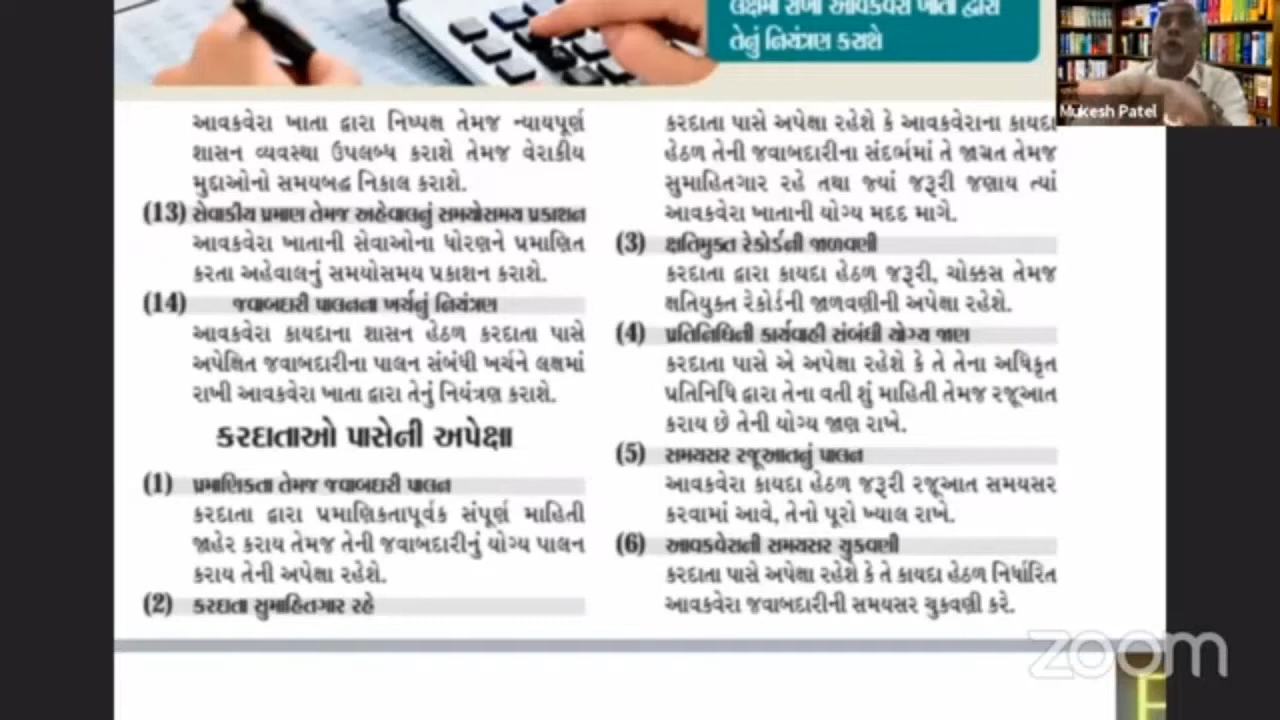 લક્ષમાં રાખી આવકવેરા ખાતા દ્વારા
તેનું નિયંત્રણ કરાશે
Mukesh Patel
આવકવેરા ખાતા દ્વારા નિષ્પક્ષ તેમજ ન્યાયપૂર્ણ
શાસન વ્યવસ્થા ઉપલબ્ધ કરાશે તેમજ વેરાકીય
મુદાઓનો સમયબદ્ધ નિકાલ કરાશે.
(13) સેવાકીય પ્રમાણ તેમજ અહેવાલનું સમયોસમય પ્રકાશન
આવકવેરા ખાતાની સેવાઓના ધોરણને પ્રમાણિત
કરતા અહેવાલનું સમયોસમય પ્રકાશન કરાશે.
(14) જવાબદારી પાલનના ખર્ચનું નિયંત્રણ
આવકવેરા કાયદાના શાસન હેઠળ કરદાતા પાસે
અપેક્ષિત જવાબદારીના પાલન સંબંધી ખર્ચને લક્ષમાં
રાખી આવકવેરા ખાતા દ્વારા તેનું નિયંત્રણ કરાશે.
કરદાતાઓ પાસેની અપેક્ષા
(1) પ્રમાણિકતા તેમજ જવાબદારી પાલન
કરદાતા દ્વારા પ્રમાણિકતાપૂર્વક સંપૂર્ણ માહિતી
જાહેર કરાય તેમજ તેની જવાબદારીનું યોગ્ય પાલન
કરાય તેની અપેક્ષા રહેશે.
(2) કરદાતા સુમાહિતગાર રહે
કરદાતા પાસે અપેક્ષા રહેશે કે આવકવેરાના કાયદા
હેઠળ તેની જવાબદારીના સંદર્ભમાં તે જાગ્રત તેમજ
સુમાહિતગાર રહે તથા જ્યાં જરૂરી જણાય ત્યાં
આવકવેરા ખાતાની યોગ્ય મદદ માગે.
(3) ક્ષતિમુક્ત રેકોર્ડની જાળવણી
કરદાતા દ્વારા કાયદા હેઠળ જરૂરી, ચોક્કસ તેમજ
ક્ષતિયુક્ત રેકોર્ડની જાળવણીની અપેક્ષા રહેશે.
(4) પ્રતિનિધિની કાર્યવાહી સંબંધી યોગ્ય જાણ
કરદાતા પાસે એ અપેક્ષા રહેશે કે તે તેના અધિકૃત
પ્રતિનિધિ દ્વારા તેના વતી શું માહિતી તેમજ રજૂઆત
કરાય છે તેની યોગ્ય જાણ રાખે.
(5) સમયસર રજૂઆતનું પાલન
આવકવેરા કાયદા હેઠળ જરૂરી રજૂઆત સમયસર
કરવામાં આવે, તેનો પૂરો ખ્યાલ રાખે.
(6) આવકવેરાની સમયસર ચુકવણી
કરદાતા પાસે અપેક્ષા રહેશે કે તે કાયદા હેઠળ નિર્ધારિત
આવકવેરા જવાબદારીની સમયસર ચુકવણી કરે.
zoom